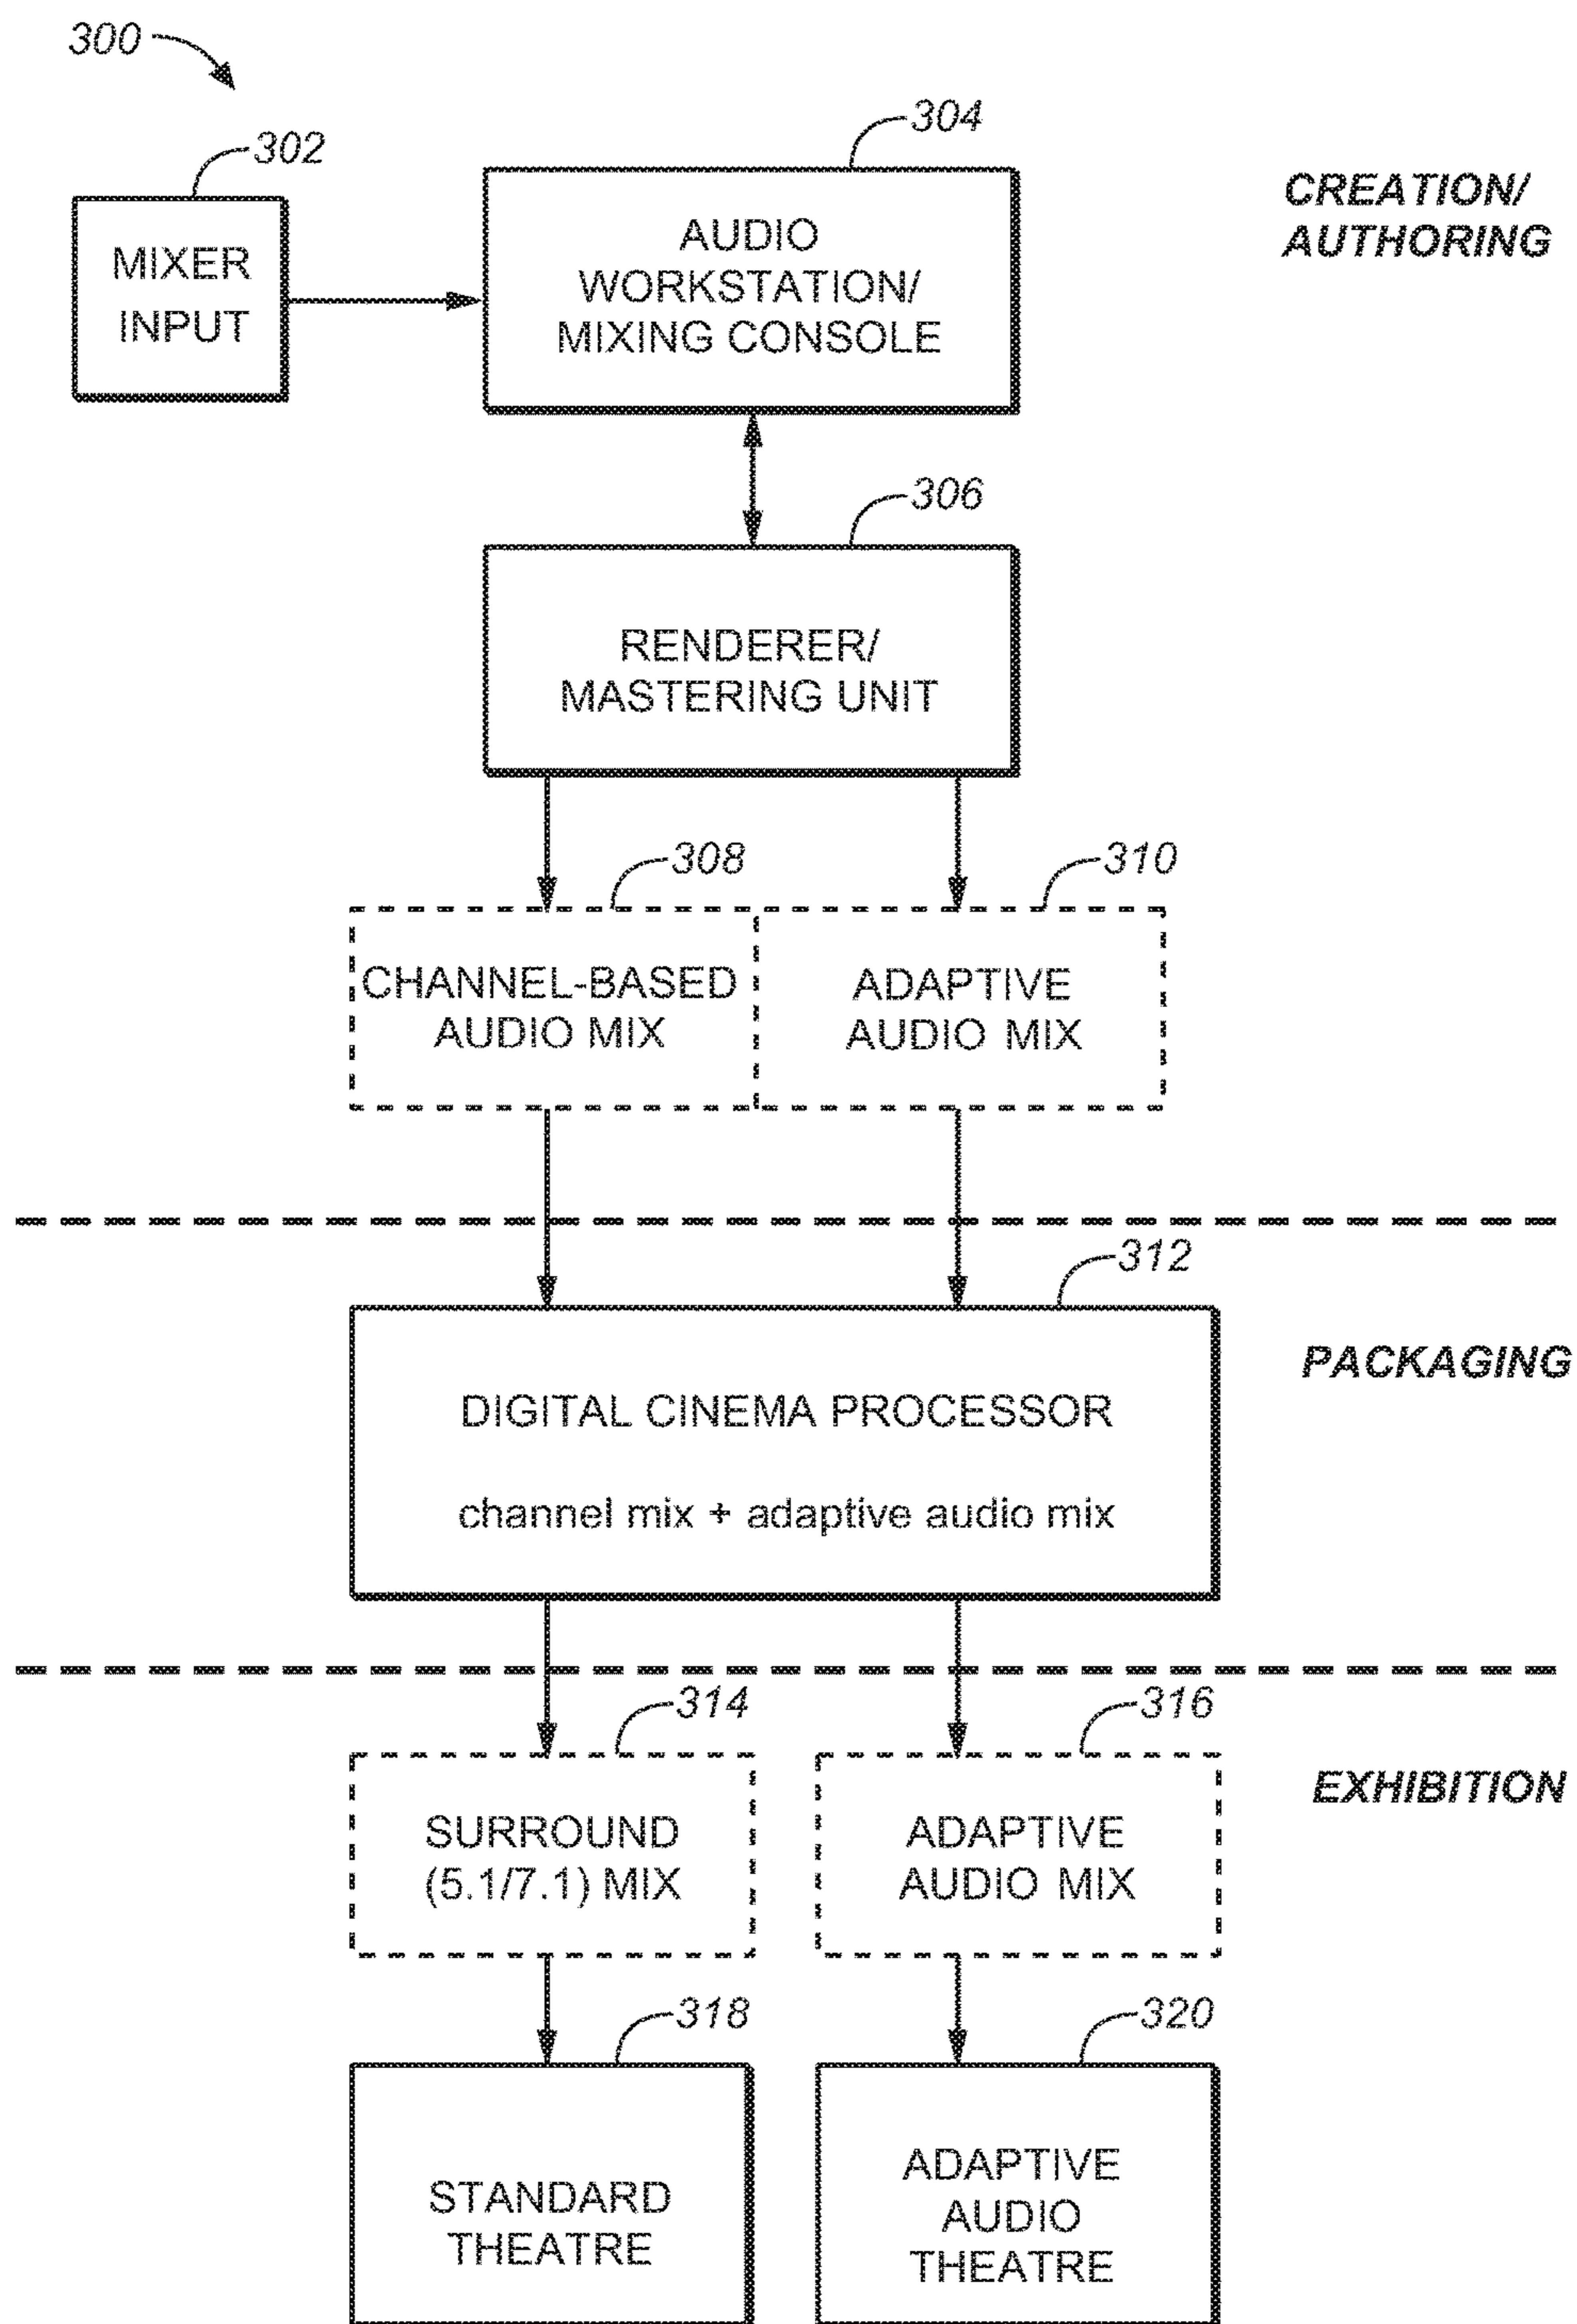 300
304
302
CREATION/
AUTHORING
MIXER
INPUT
AUDIO
WORKSTATION/
MIXING CONSOLE
306
RENDERER/
MASTERING UNIT
308
310
CHANNEL-BASED
AUDIO MIX
ADAPTIVE
AUDIO MIX
312
PACKAGING
DIGITAL CINEMA PROCESSOR
channel mix + adaptive audio mix
314
316
EXHIBITION
SURROUND
(5.1/7.1) MIX
ADAPTIVE
AUDIO MIX
318
320
STANDARD
THEATRE
ADAPTIVE
AUDIO
THEATRE